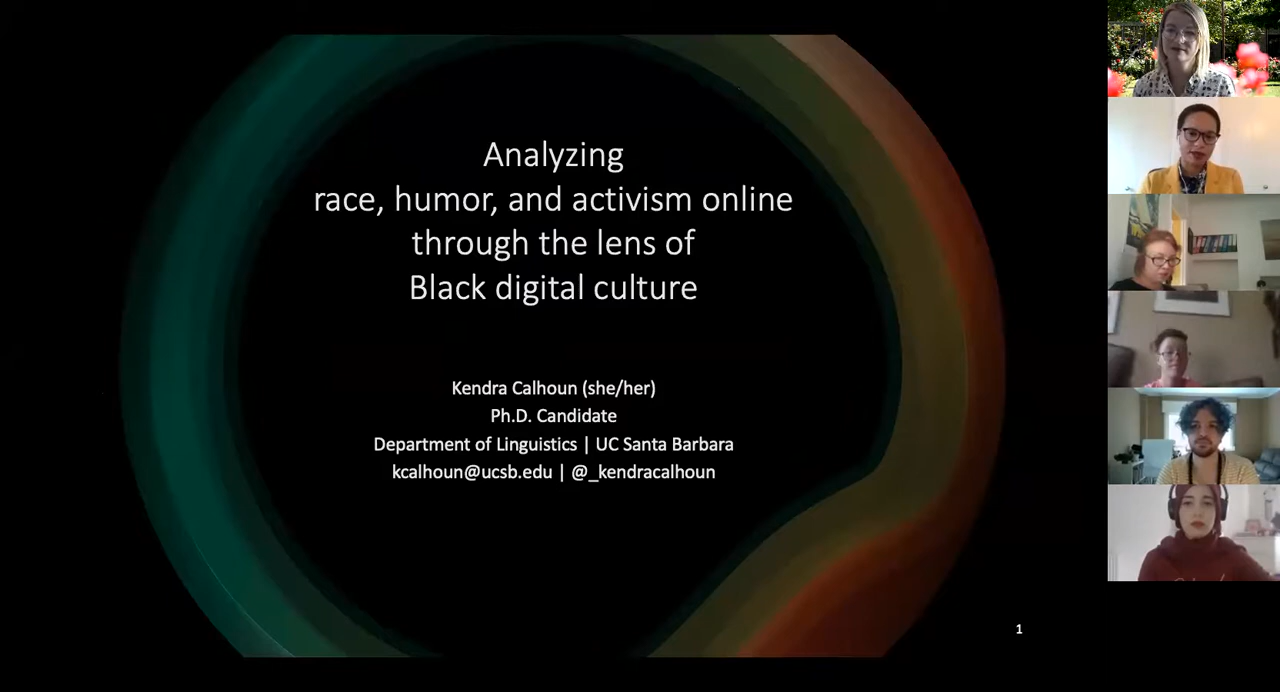 Analyzing
race, humor, and activism online
through the lens of
Black digital culture
Kendra Calhoun (she/her)
Ph.D. Candidate
Department of Linguistics | UC Santa Barbara
kcalhoun@ucsb.edu | @_kendracalhoun
1